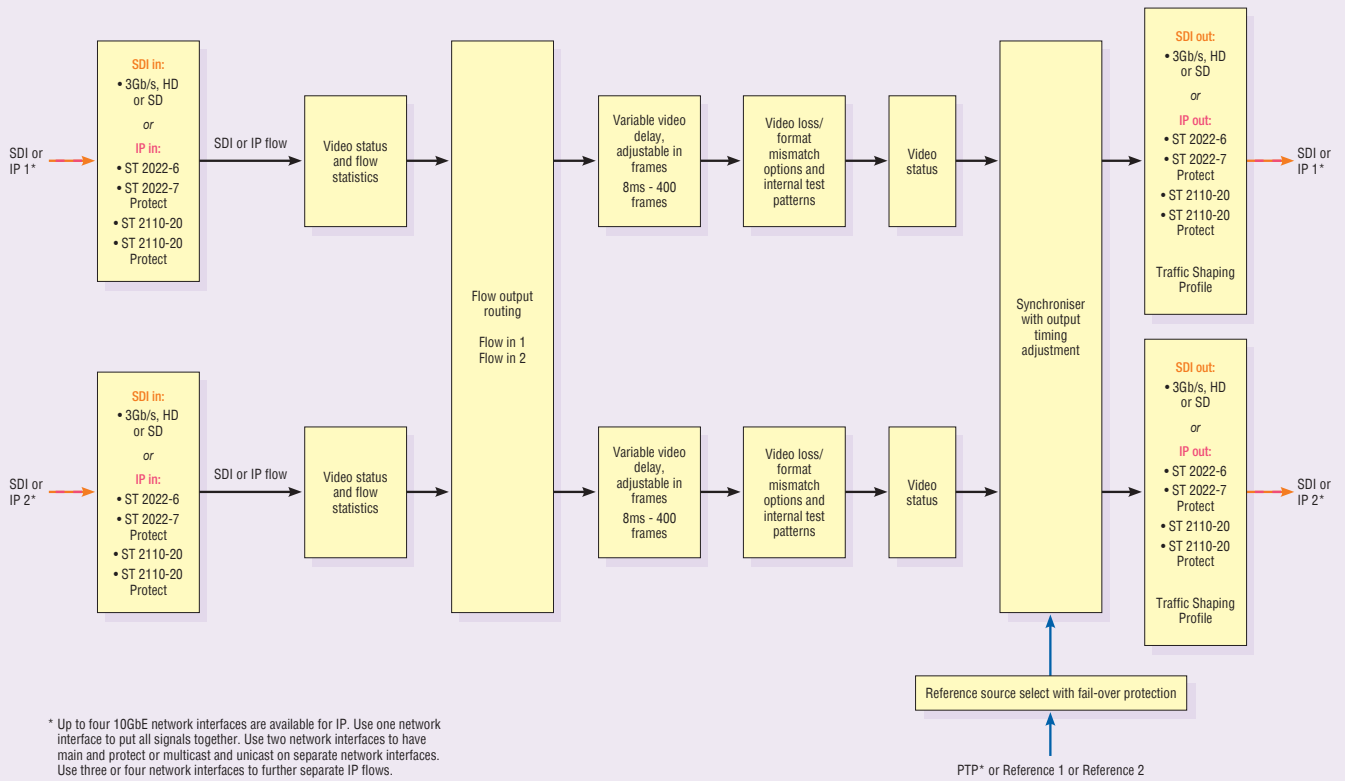 SDI or
IP 1*
SDI in:
• 3Gb/s, HD
or SD
or
IP in:
• ST 2022-6
• ST 2022-7
Protect
• ST 2110-20
• ST 2110-20
Protect
SDI or IP flow
Video status
and flow
statistics
Flow output
routing
Flow in 1
Flow in 2
Variable video
delay,
adjustable in
frames
8ms - 400
frames
Video loss/
format
mismatch
options and
internal test
patterns
Video
status
Synchroniser
with output
timing
adjustment
SDI out:
• 3Gb/s, HD
or SD
or
IP out:
• ST 2022-6
• ST 2022-7
Protect
• ST 2110-20
• ST 2110-20
Protect
Traffic Shaping
Profile
SDI or
IP 1*
SDI or
IP 2*
SDI in:
• 3Gb/s, HD
or SD
or
IP in:
• ST 2022-6
• ST 2022-7
Protect
• ST 2110-20
• ST 2110-20
Protect
SDI or IP flow
Video status
and flow
statistics
Variable video
delay,
adjustable in
frames
8ms - 400
frames
Video loss/
format
mismatch
options and
internal test
patterns
Video
status
SDI out:
• 3Gb/s, HD
or SD
or
IP out:
• ST 2022-6
• ST 2022-7
Protect
• ST 2110-20
• ST 2110-20
Protect
Traffic Shaping
Profile
SDI or
IP 2*
Reference source select with fail-over protection
PTP* or Reference 1 or Reference 2
* Up to four 10GbE network interfaces are available for IP. Use one network
interface to put all signals together. Use two network interfaces to have
main and protect or multicast and unicast on separate network interfaces.
Use three or four network interfaces to further separate IP flows.